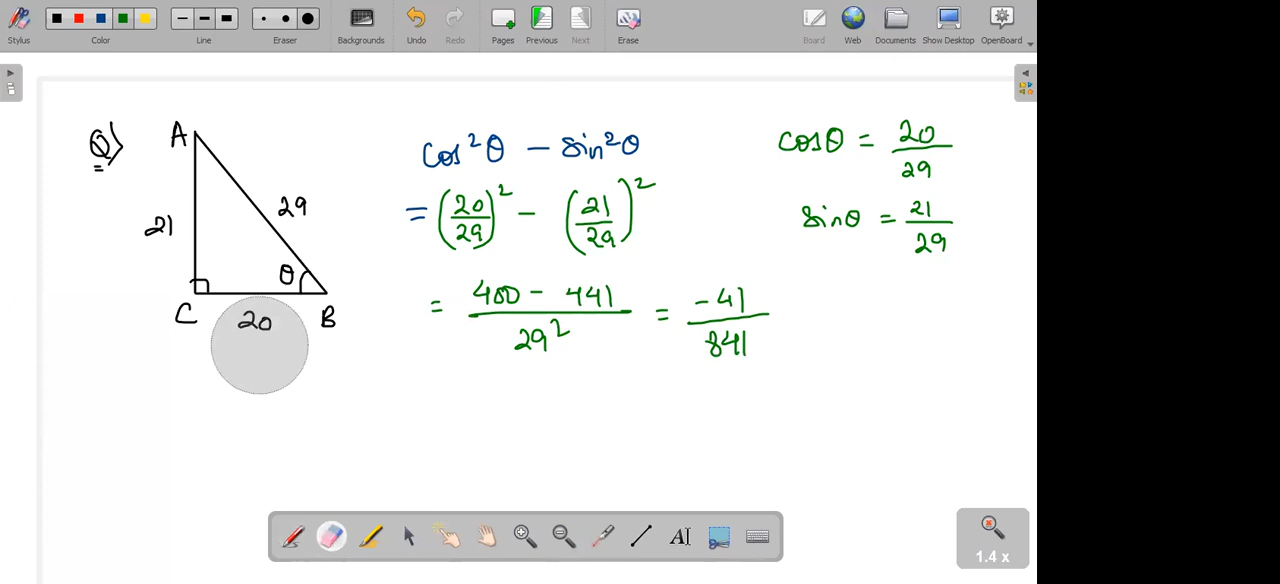 Stylus
Color
Line
Eraser
Backgrounds
Undo
Redo
Pages
Previous
Next
Erase
Board
Web
Documents
Show Desktop
OpenBoard
Q)
A
21
29
θ
C
20
B
cos²θ - sin²θ
= (20/29)² - (21/29)²
= 400 - 441 / 29² = -41/841
cosθ = 20/29
sinθ = 21/29
AI
1.4 x